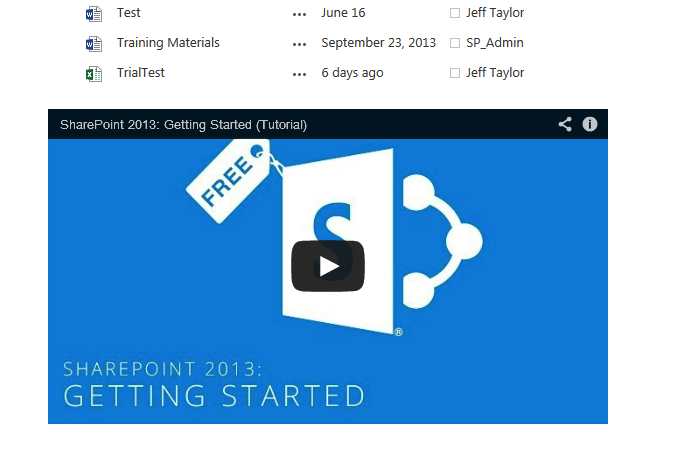 Test ... June 16 Jeff Taylor
Training Materials ... September 23, 2013 SP_Admin
TrialTest ... 6 days ago Jeff Taylor
SharePoint 2013: Getting Started (Tutorial)
FREE
S
®
SHAREPOINT 2013:
GETTING STARTED